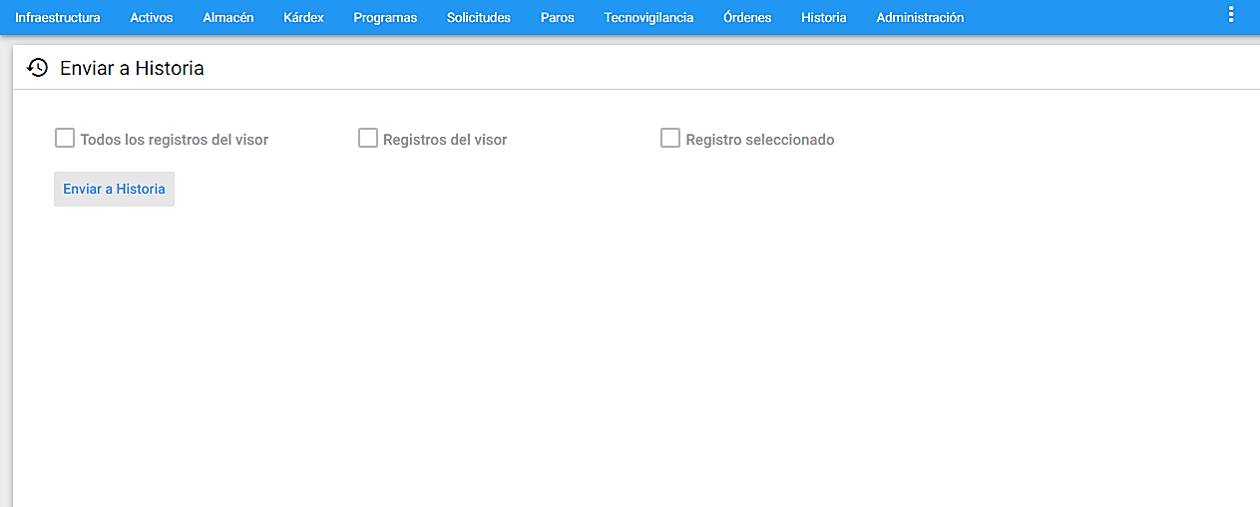 Infraestructura Activos Almacén Kárdex Programas Solicitudes Paros Tecnovigilancia Órdenes Historia Administración
Enviar a Historia
Todos los registros del visor Registros del visor Registro seleccionado
Enviar a Historia